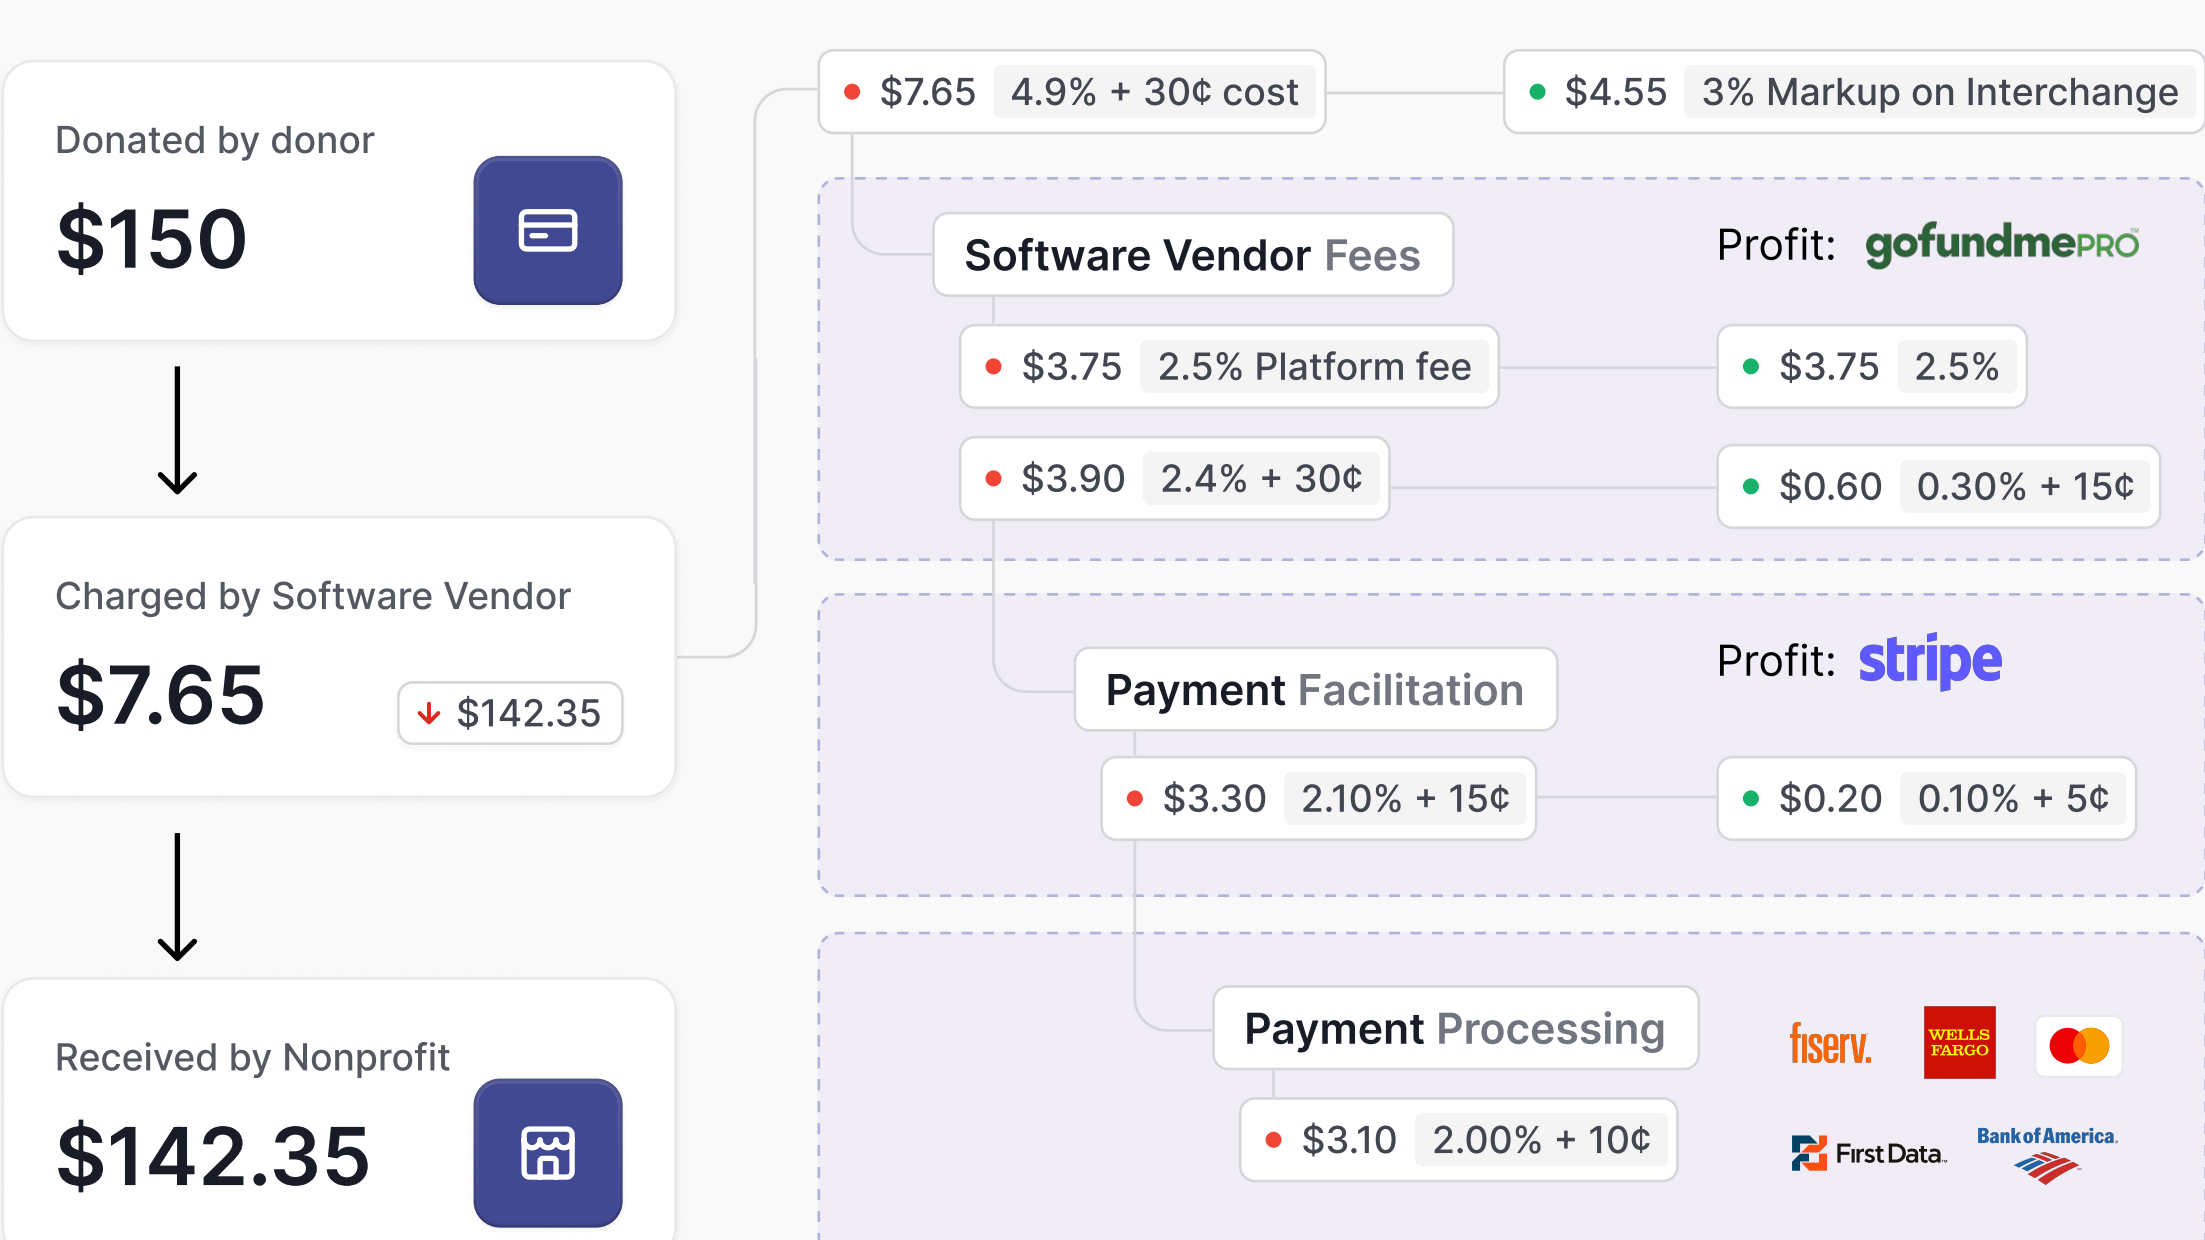 Donated by donor
$150
Charged by Software Vendor
$7.65
$142.35
Received by Nonprofit
$142.35
$7.65 4.9% + 30¢ cost
$4.55 3% Markup on Interchange
Software Vendor Fees
Profit: gofundmePRO™
$3.75 2.5% Platform fee
$3.75 2.5%
$3.90 2.4% + 30¢
$0.60 0.30% + 15¢
Payment Facilitation
Profit: stripe
$3.30 2.10% + 15¢
$0.20 0.10% + 5¢
Payment Processing
fiserv.
WELLS
FARGO
$3.10 2.00% + 10¢
First Data™
Bank of America.